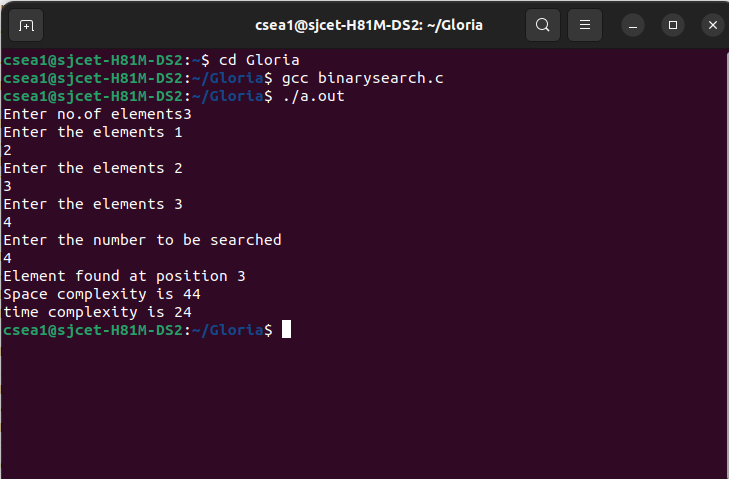 csea1@sjcet-H81M-DS2: ~/Gloria
csea1@sjcet-H81M-DS2:~$ cd Gloria
csea1@sjcet-H81M-DS2:~/Gloria$ gcc binarysearch.c
csea1@sjcet-H81M-DS2:~/Gloria$ ./a.out
Enter no.of elements3
Enter the elements 1
2
Enter the elements 2
3
Enter the elements 3
4
Enter the number to be searched
4
Element found at position 3
Space complexity is 44
time complexity is 24
csea1@sjcet-H81M-DS2:~/Gloria$